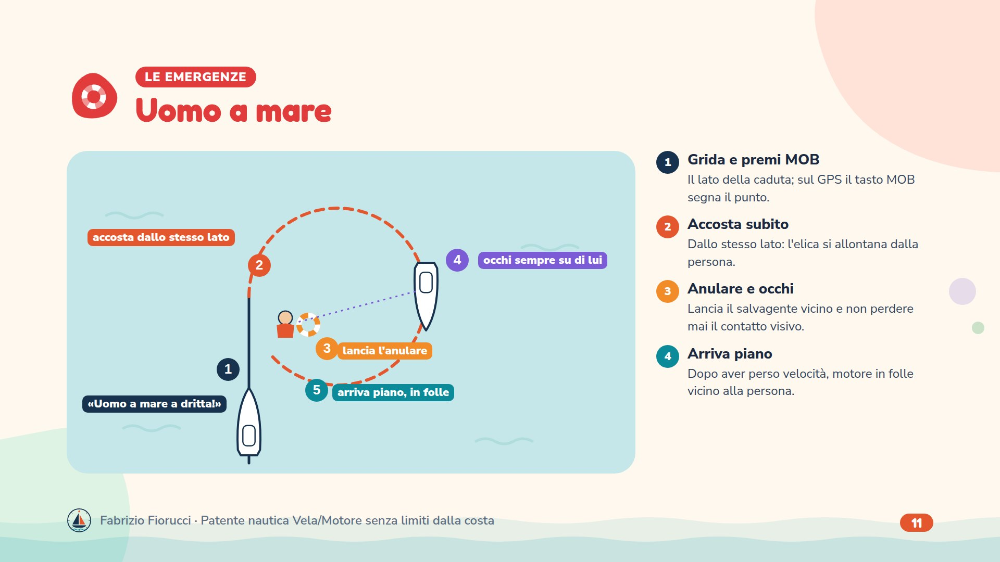 LE EMERGENZE
Uomo a mare
accosta dallo stesso lato
2
4
occhi sempre su di lui
3
lancia l'anulare
1
5
arriva piano, in folle
«Uomo a mare a dritta!»
1
Grida e premi MOB
Il lato della caduta; sul GPS il tasto MOB
segna il punto.
2
Accosta subito
Dallo stesso lato: l'elica si allontana dalla
persona.
3
Anulare e occhi
Lancia il salvagente vicino e non perdere
mai il contatto visivo.
4
Arriva piano
Dopo aver perso velocità, motore in folle
vicino alla persona.
Fabrizio Fiorucci · Patente nautica Vela/Motore senza limiti dalla costa
11